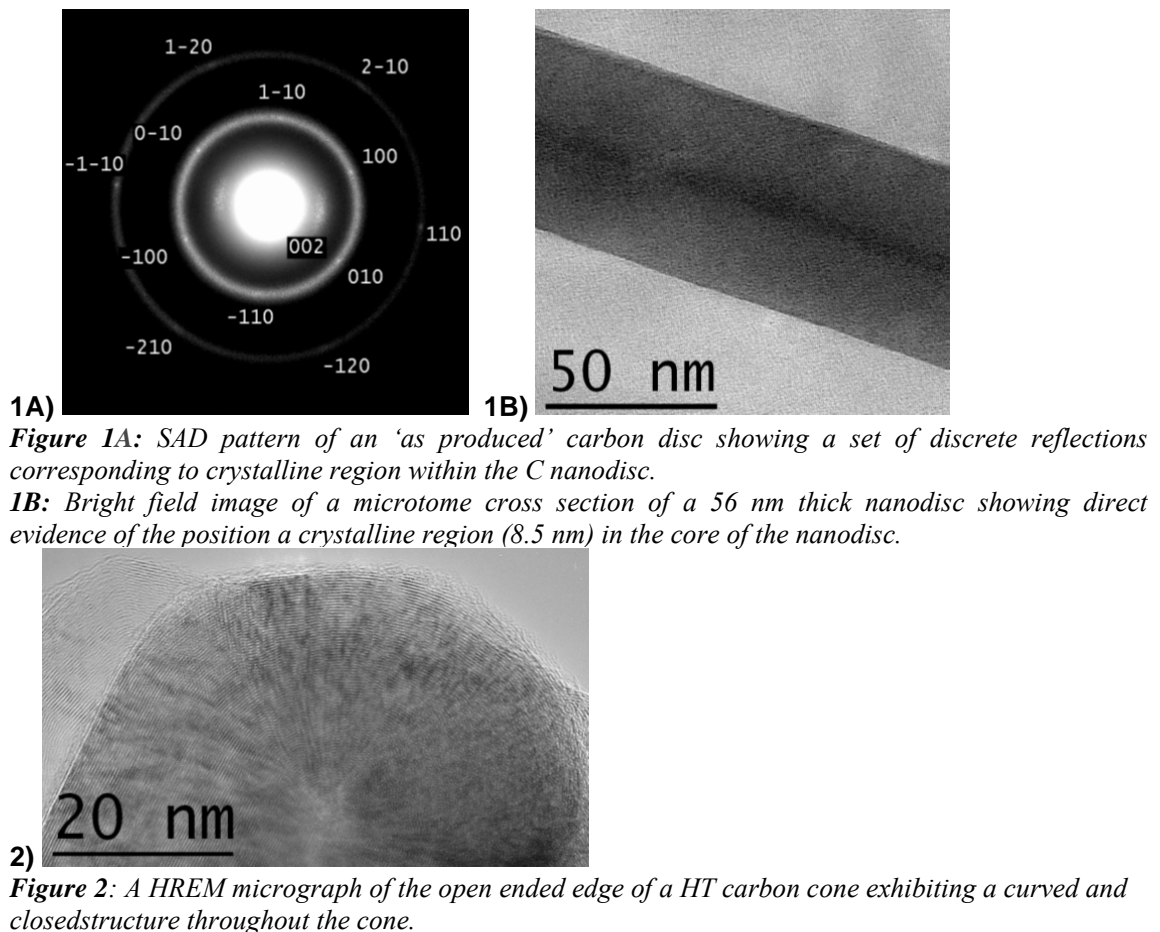 1-20
2-10
1-10
0-10
-1-10
100
002
110
-100
010
-110
-210
-120
50 nm
1A) 1B)
Figure 1A: SAD pattern of an ‘as produced’ carbon disc showing a set of discrete reflections
corresponding to crystalline region within the C nanodisc.
1B: Bright field image of a microtome cross section of a 56 nm thick nanodisc showing direct
evidence of the position a crystalline region (8.5 nm) in the core of the nanodisc.
20 nm
2)
Figure 2: A HREM micrograph of the open ended edge of a HT carbon cone exhibiting a curved and
closedstructure throughout the cone.